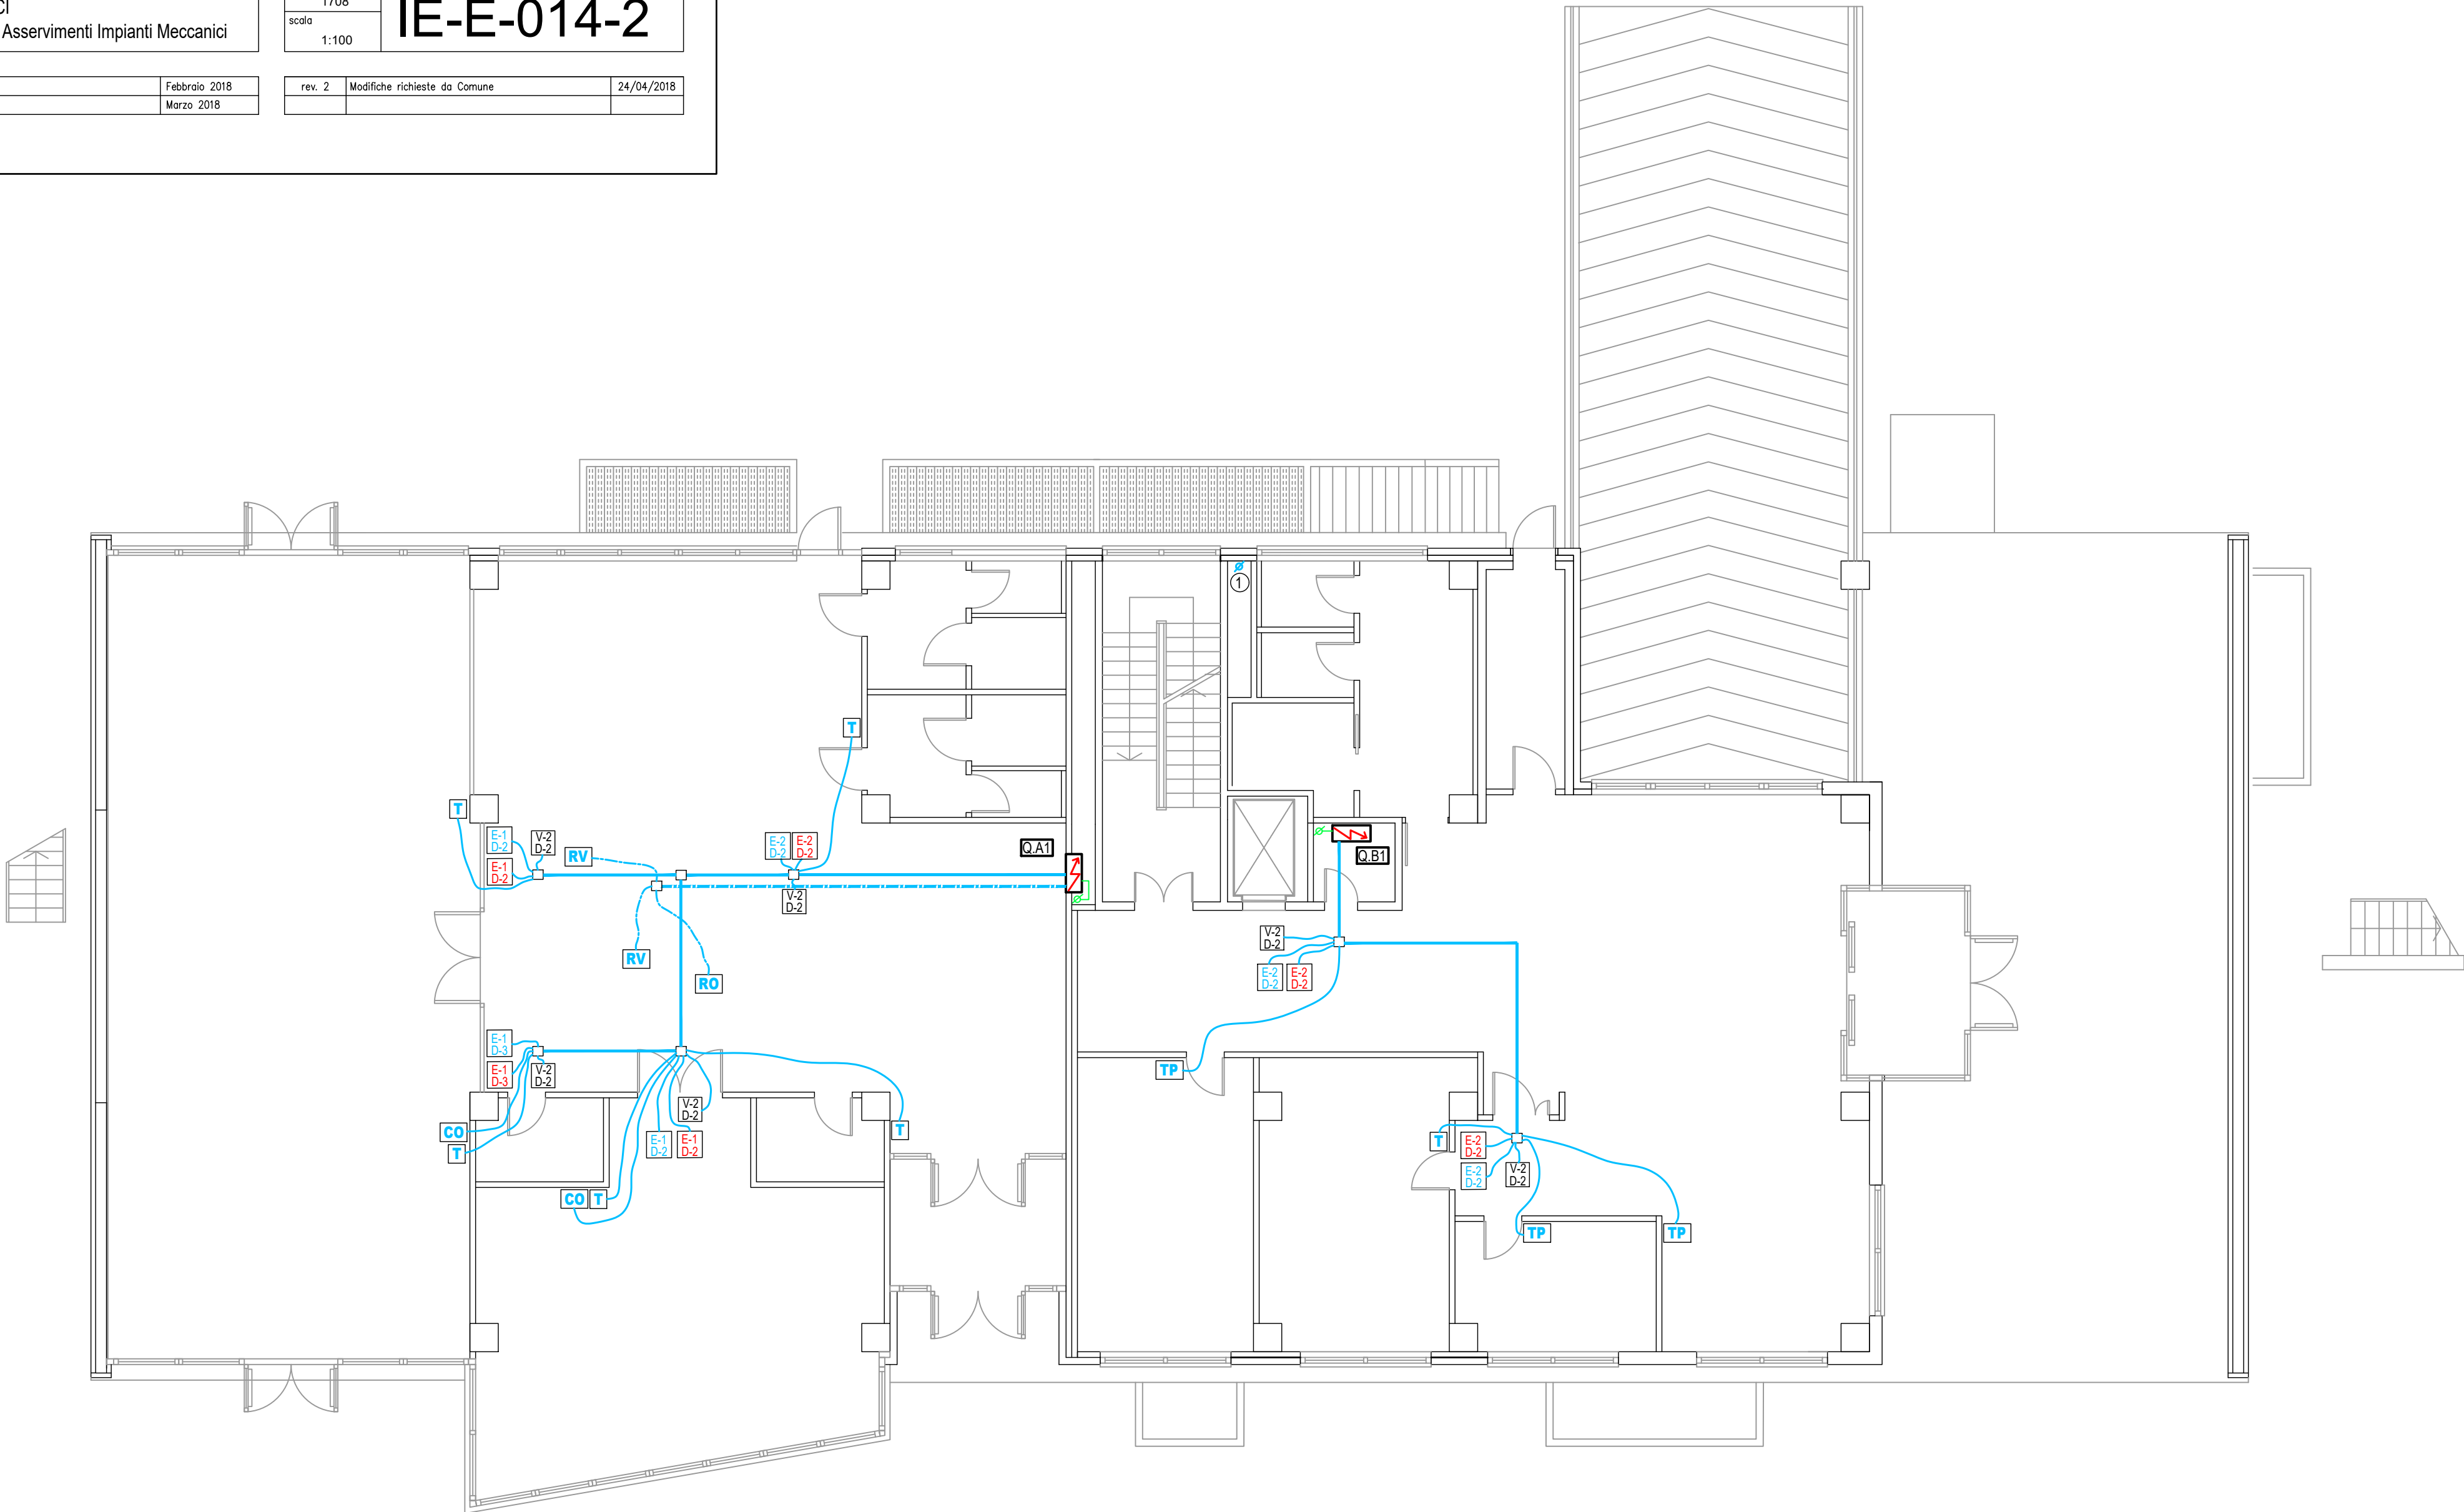 1708
IE-E-014-2
Asservimenti Impianti Meccanici
scala
1:100
Febbraio 2018
Marzo 2018
rev. 2
Modifiche richieste da Comune
24/04/2018
1
T
T
E-1
D-2
V-2
D-2
E-1
D-2
RV
E-2
D-2
E-2
D-2
V-2
D-2
Q.A1
Q.B1
RV
RO
V-2
D-2
E-2
D-2
E-2
D-2
E-1
D-3
E-1
D-3
V-2
D-2
TP
V-2
D-2
CO
T
E-1
D-2
E-1
D-2
T
T
E-2
D-2
E-2
D-2
V-2
D-2
CO
T
TP
TP